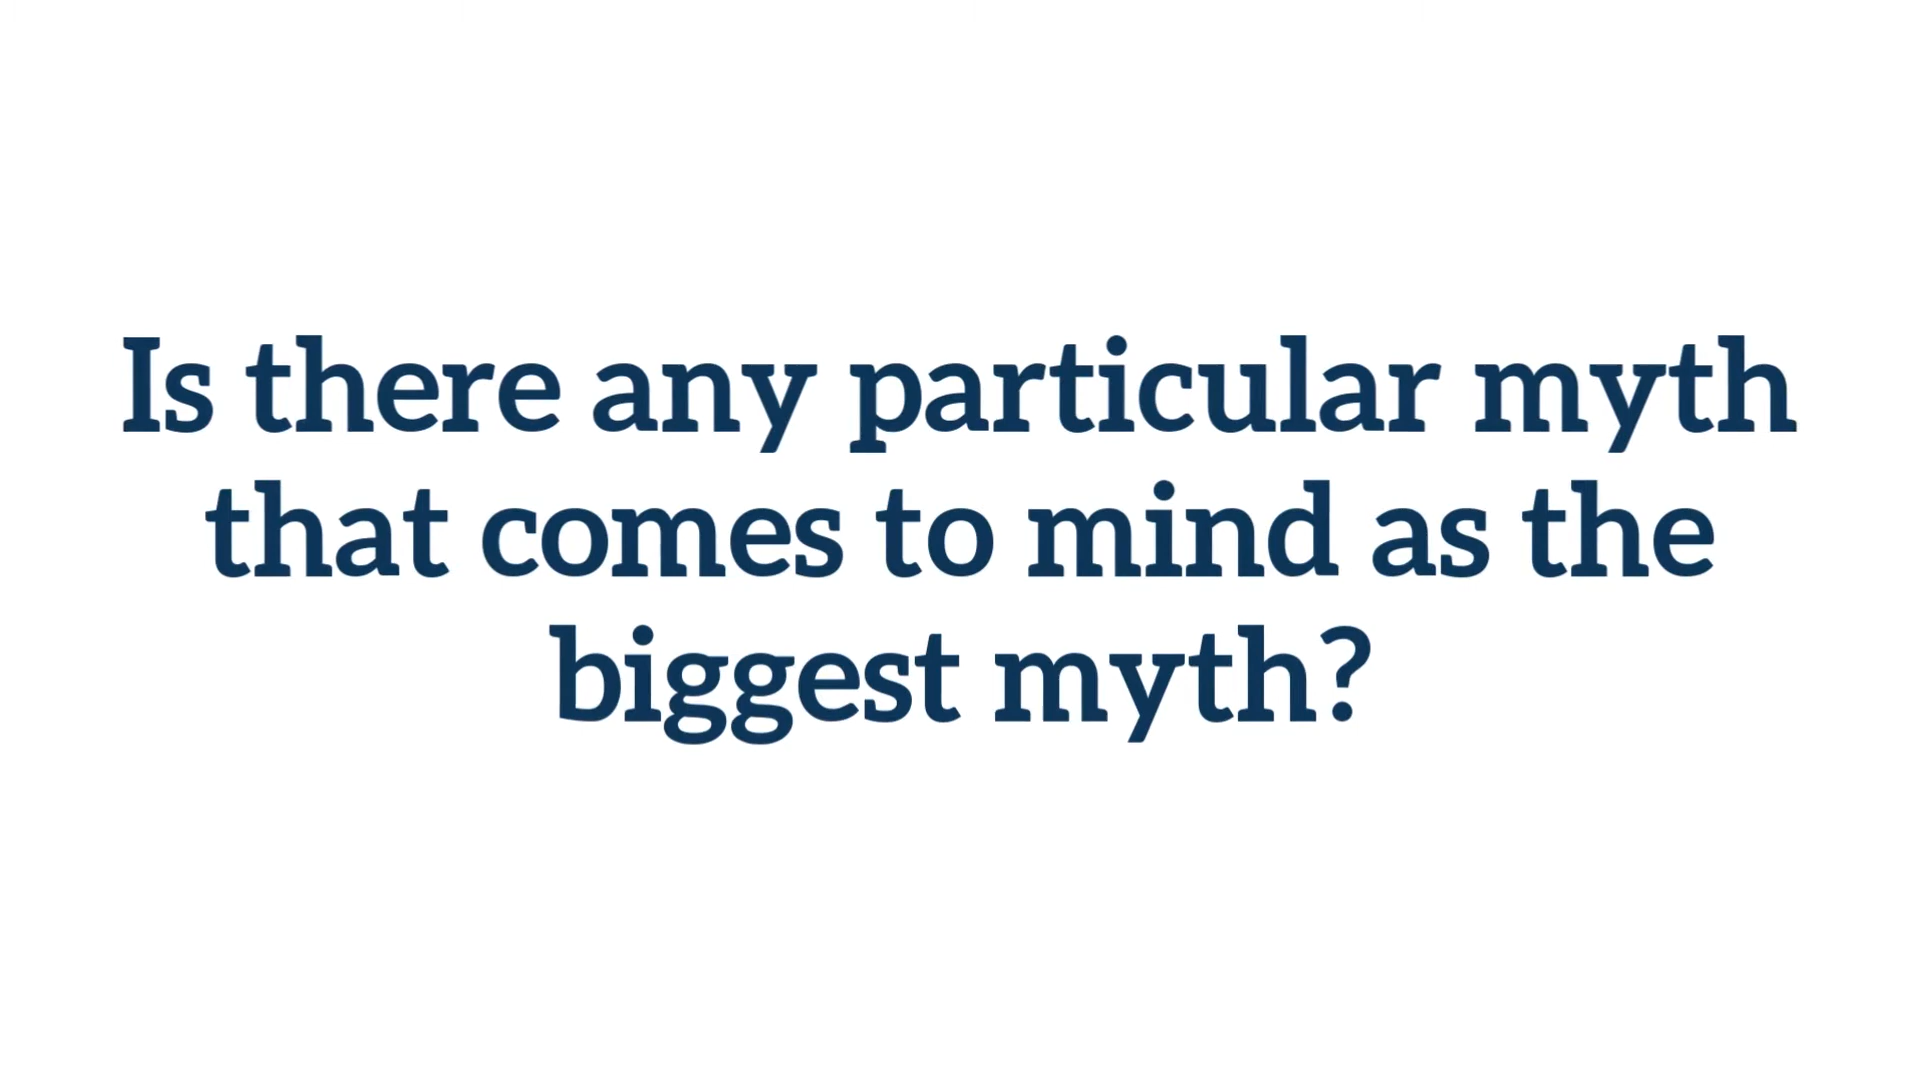 Is there any particular myth
that comes to mind as the
biggest myth?